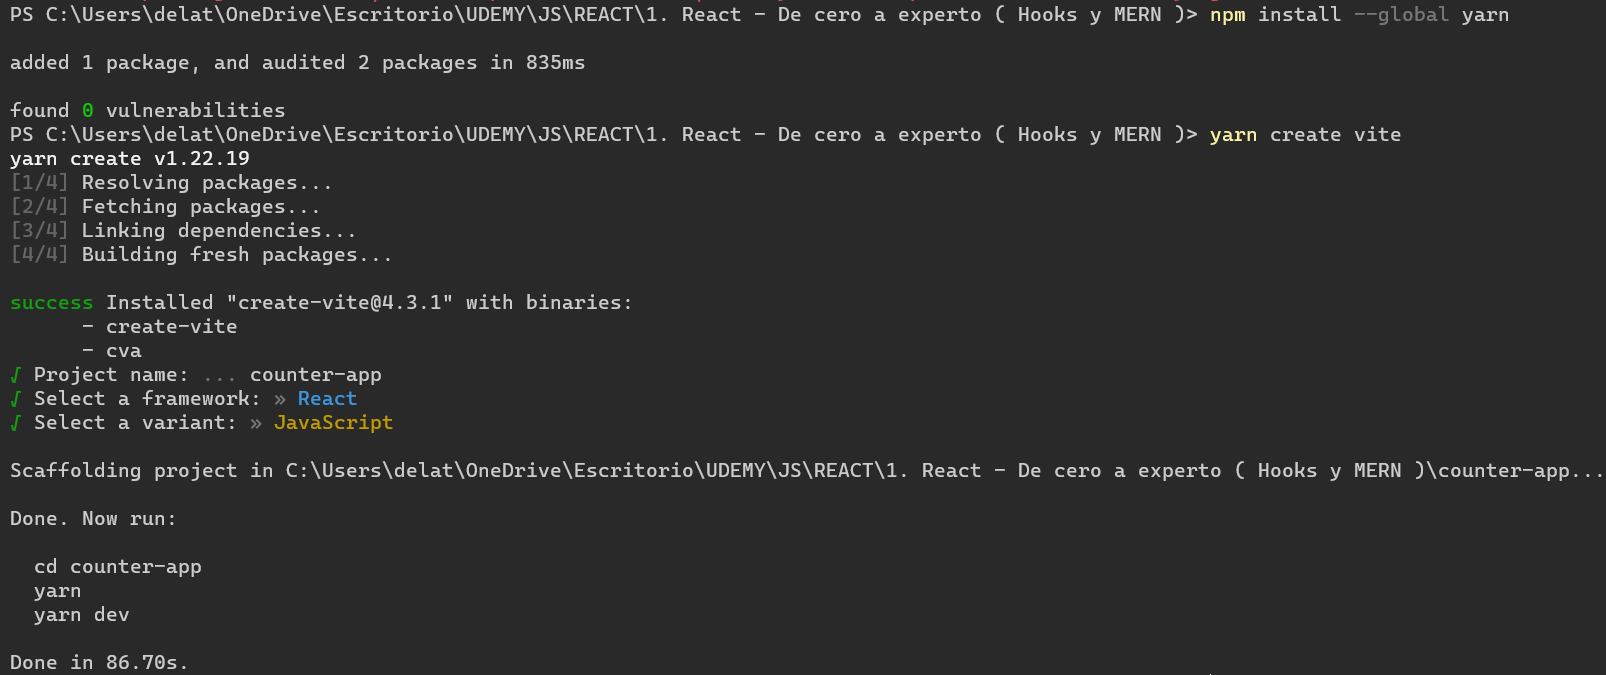 PS C:\Users\delat\OneDrive\Escritorio\UDEMY\JS\REACT\1. React - De cero a experto ( Hooks y MERN )> npm install --global yarn
added 1 package, and audited 2 packages in 835ms
found 0 vulnerabilities
PS C:\Users\delat\OneDrive\Escritorio\UDEMY\JS\REACT\1. React - De cero a experto ( Hooks y MERN )> yarn create vite
yarn create v1.22.19
[1/4] Resolving packages...
[2/4] Fetching packages...
[3/4] Linking dependencies...
[4/4] Building fresh packages...
success Installed "create-vite@4.3.1" with binaries:
- create-vite
- cva
√ Project name: ... counter-app
√ Select a framework: » React
√ Select a variant: » JavaScript
Scaffolding project in C:\Users\delat\OneDrive\Escritorio\UDEMY\JS\REACT\1. React - De cero a experto ( Hooks y MERN )\counter-app...
Done. Now run:
cd counter-app
yarn
yarn dev
Done in 86.70s.